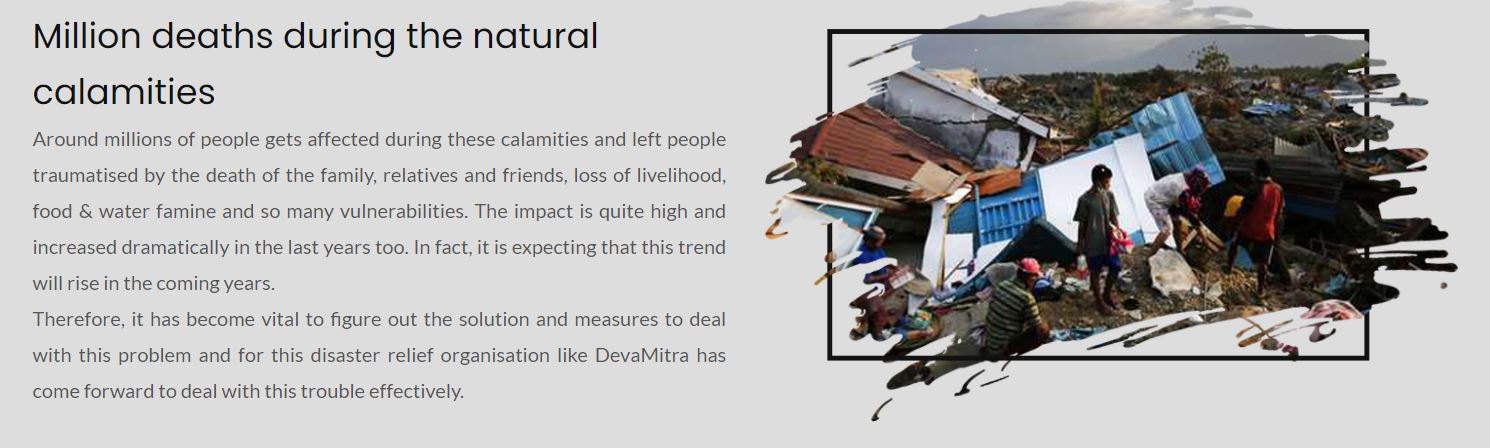 Million deaths during the natural
calamities
Around millions of people gets affected during these calamities and left people
traumatised by the death of the family, relatives and friends, loss of livelihood,
food & water famine and so many vulnerabilities. The impact is quite high and
increased dramatically in the last years too. In fact, it is expecting that this trend
will rise in the coming years.
Therefore, it has become vital to figure out the solution and measures to deal
with this problem and for this disaster relief organisation like DevaMitra has
come forward to deal with this trouble effectively.